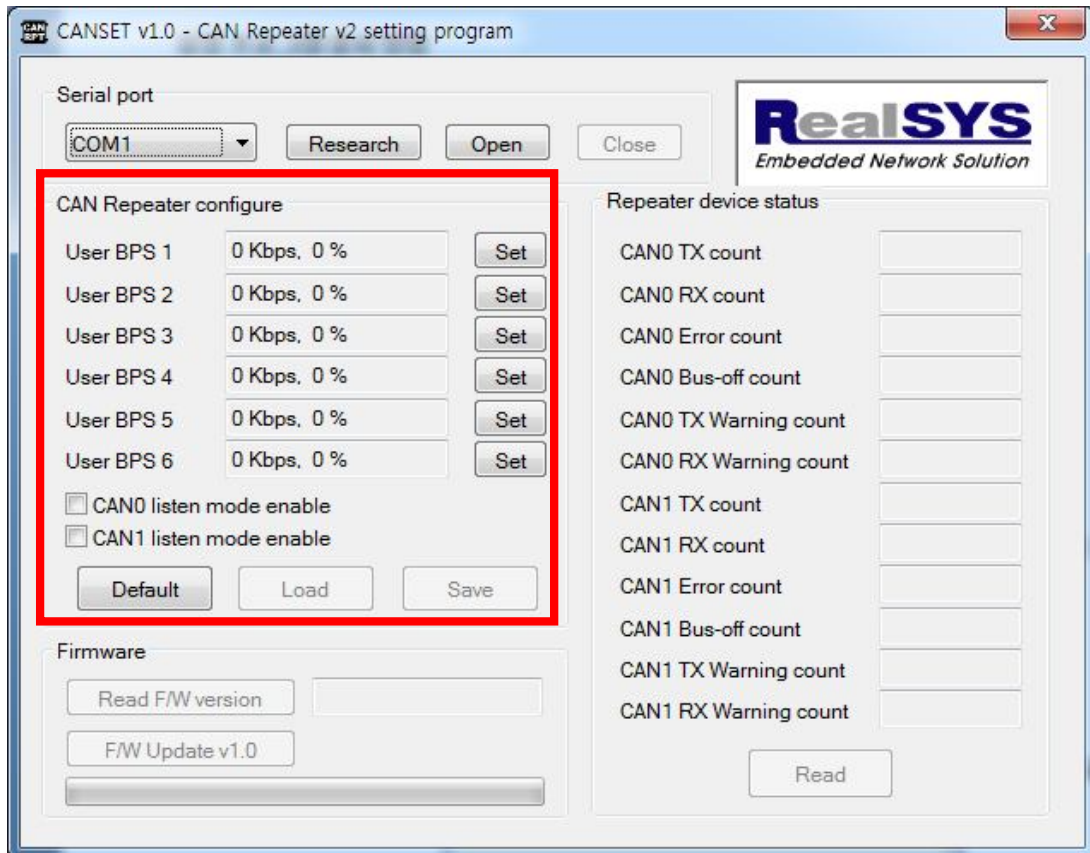 CAN RPT CANSET v1.0 - CAN Repeater v2 setting program
Serial port
COM1 Research Open Close
RealSYS
Embedded Network Solution
CAN Repeater configure
User BPS 1 0 Kbps, 0 % Set
User BPS 2 0 Kbps, 0 % Set
User BPS 3 0 Kbps, 0 % Set
User BPS 4 0 Kbps, 0 % Set
User BPS 5 0 Kbps, 0 % Set
User BPS 6 0 Kbps, 0 % Set
CAN0 listen mode enable
CAN1 listen mode enable
Default Load Save
Firmware
Read F/W version
F/W Update v1.0
Repeater device status
CAN0 TX count
CAN0 RX count
CAN0 Error count
CAN0 Bus-off count
CAN0 TX Warning count
CAN0 RX Warning count
CAN1 TX count
CAN1 RX count
CAN1 Error count
CAN1 Bus-off count
CAN1 TX Warning count
CAN1 RX Warning count
Read